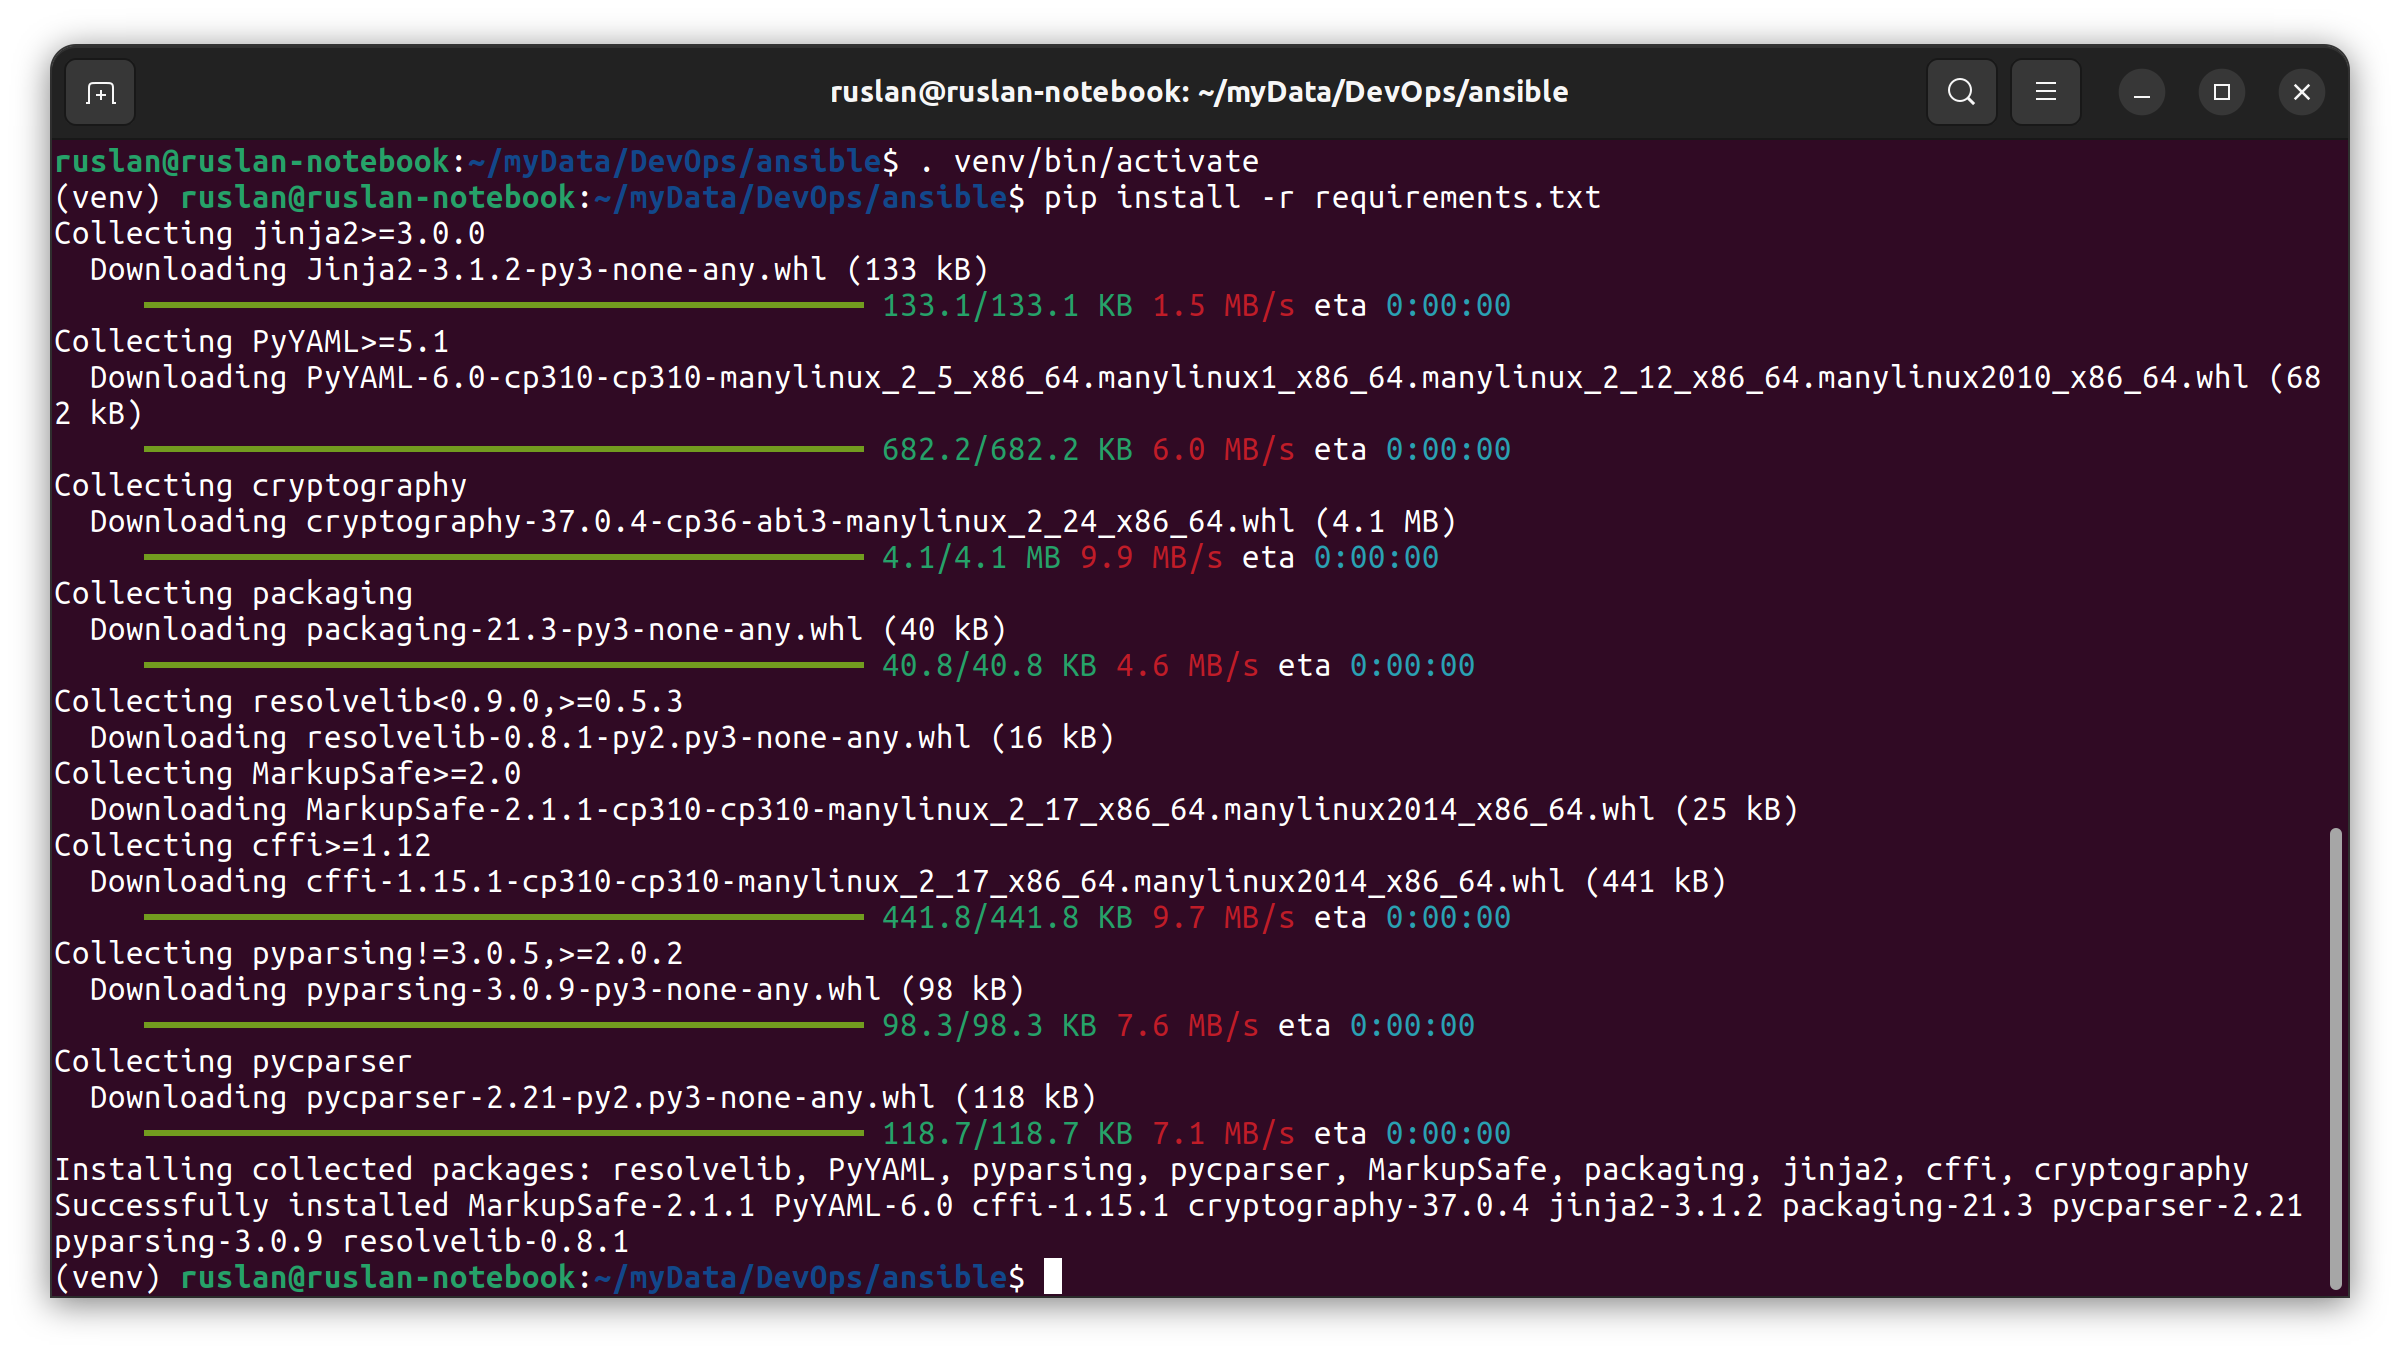 ruslan@ruslan-notebook: ~/myData/DevOps/ansible
ruslan@ruslan-notebook:~/myData/DevOps/ansible$ . venv/bin/activate
(venv) ruslan@ruslan-notebook:~/myData/DevOps/ansible$ pip install -r requirements.txt
Collecting jinja2>=3.0.0
  Downloading Jinja2-3.1.2-py3-none-any.whl (133 kB)
133.1/133.1 KB 1.5 MB/s eta 0:00:00
Collecting PyYAML>=5.1
  Downloading PyYAML-6.0-cp310-cp310-manylinux_2_5_x86_64.manylinux1_x86_64.manylinux_2_12_x86_64.manylinux2010_x86_64.whl (68
2 kB)
682.2/682.2 KB 6.0 MB/s eta 0:00:00
Collecting cryptography
  Downloading cryptography-37.0.4-cp36-abi3-manylinux_2_24_x86_64.whl (4.1 MB)
4.1/4.1 MB 9.9 MB/s eta 0:00:00
Collecting packaging
  Downloading packaging-21.3-py3-none-any.whl (40 kB)
40.8/40.8 KB 4.6 MB/s eta 0:00:00
Collecting resolvelib<0.9.0,>=0.5.3
  Downloading resolvelib-0.8.1-py2.py3-none-any.whl (16 kB)
Collecting MarkupSafe>=2.0
  Downloading MarkupSafe-2.1.1-cp310-cp310-manylinux_2_17_x86_64.manylinux2014_x86_64.whl (25 kB)
Collecting cffi>=1.12
  Downloading cffi-1.15.1-cp310-cp310-manylinux_2_17_x86_64.manylinux2014_x86_64.whl (441 kB)
441.8/441.8 KB 9.7 MB/s eta 0:00:00
Collecting pyparsing!=3.0.5,>=2.0.2
  Downloading pyparsing-3.0.9-py3-none-any.whl (98 kB)
98.3/98.3 KB 7.6 MB/s eta 0:00:00
Collecting pycparser
  Downloading pycparser-2.21-py2.py3-none-any.whl (118 kB)
118.7/118.7 KB 7.1 MB/s eta 0:00:00
Installing collected packages: resolvelib, PyYAML, pyparsing, pycparser, MarkupSafe, packaging, jinja2, cffi, cryptography
Successfully installed MarkupSafe-2.1.1 PyYAML-6.0 cffi-1.15.1 cryptography-37.0.4 jinja2-3.1.2 packaging-21.3 pycparser-2.21
pyparsing-3.0.9 resolvelib-0.8.1
(venv) ruslan@ruslan-notebook:~/myData/DevOps/ansible$